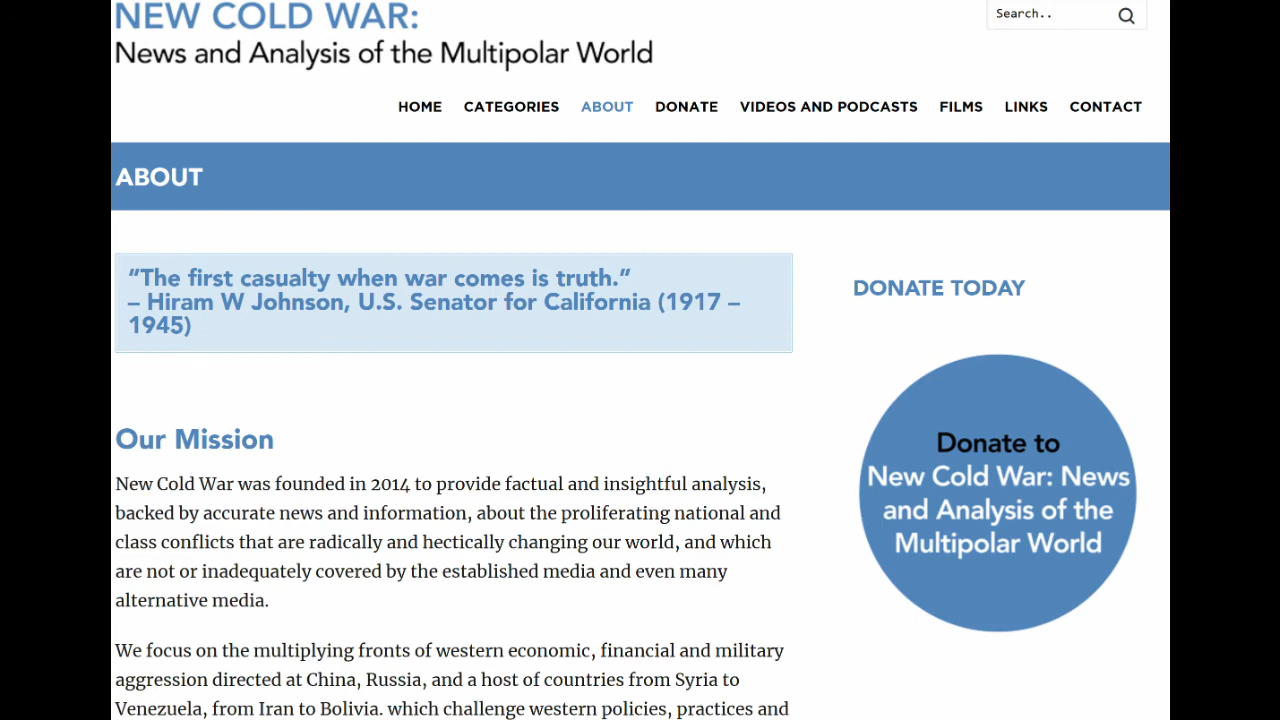 NEW COLD WAR:
News and Analysis of the Multipolar World
Search..
HOME CATEGORIES ABOUT DONATE VIDEOS AND PODCASTS FILMS LINKS CONTACT
ABOUT
“The first casualty when war comes is truth.”
– Hiram W Johnson, U.S. Senator for California (1917 –
1945)
Our Mission
New Cold War was founded in 2014 to provide factual and insightful analysis,
backed by accurate news and information, about the proliferating national and
class conflicts that are radically and hectically changing our world, and which
are not or inadequately covered by the established media and even many
alternative media.
We focus on the multiplying fronts of western economic, financial and military
aggression directed at China, Russia, and a host of countries from Syria to
Venezuela, from Iran to Bolivia. which challenge western policies, practices and
DONATE TODAY
Donate to
New Cold War: News
and Analysis of the
Multipolar World